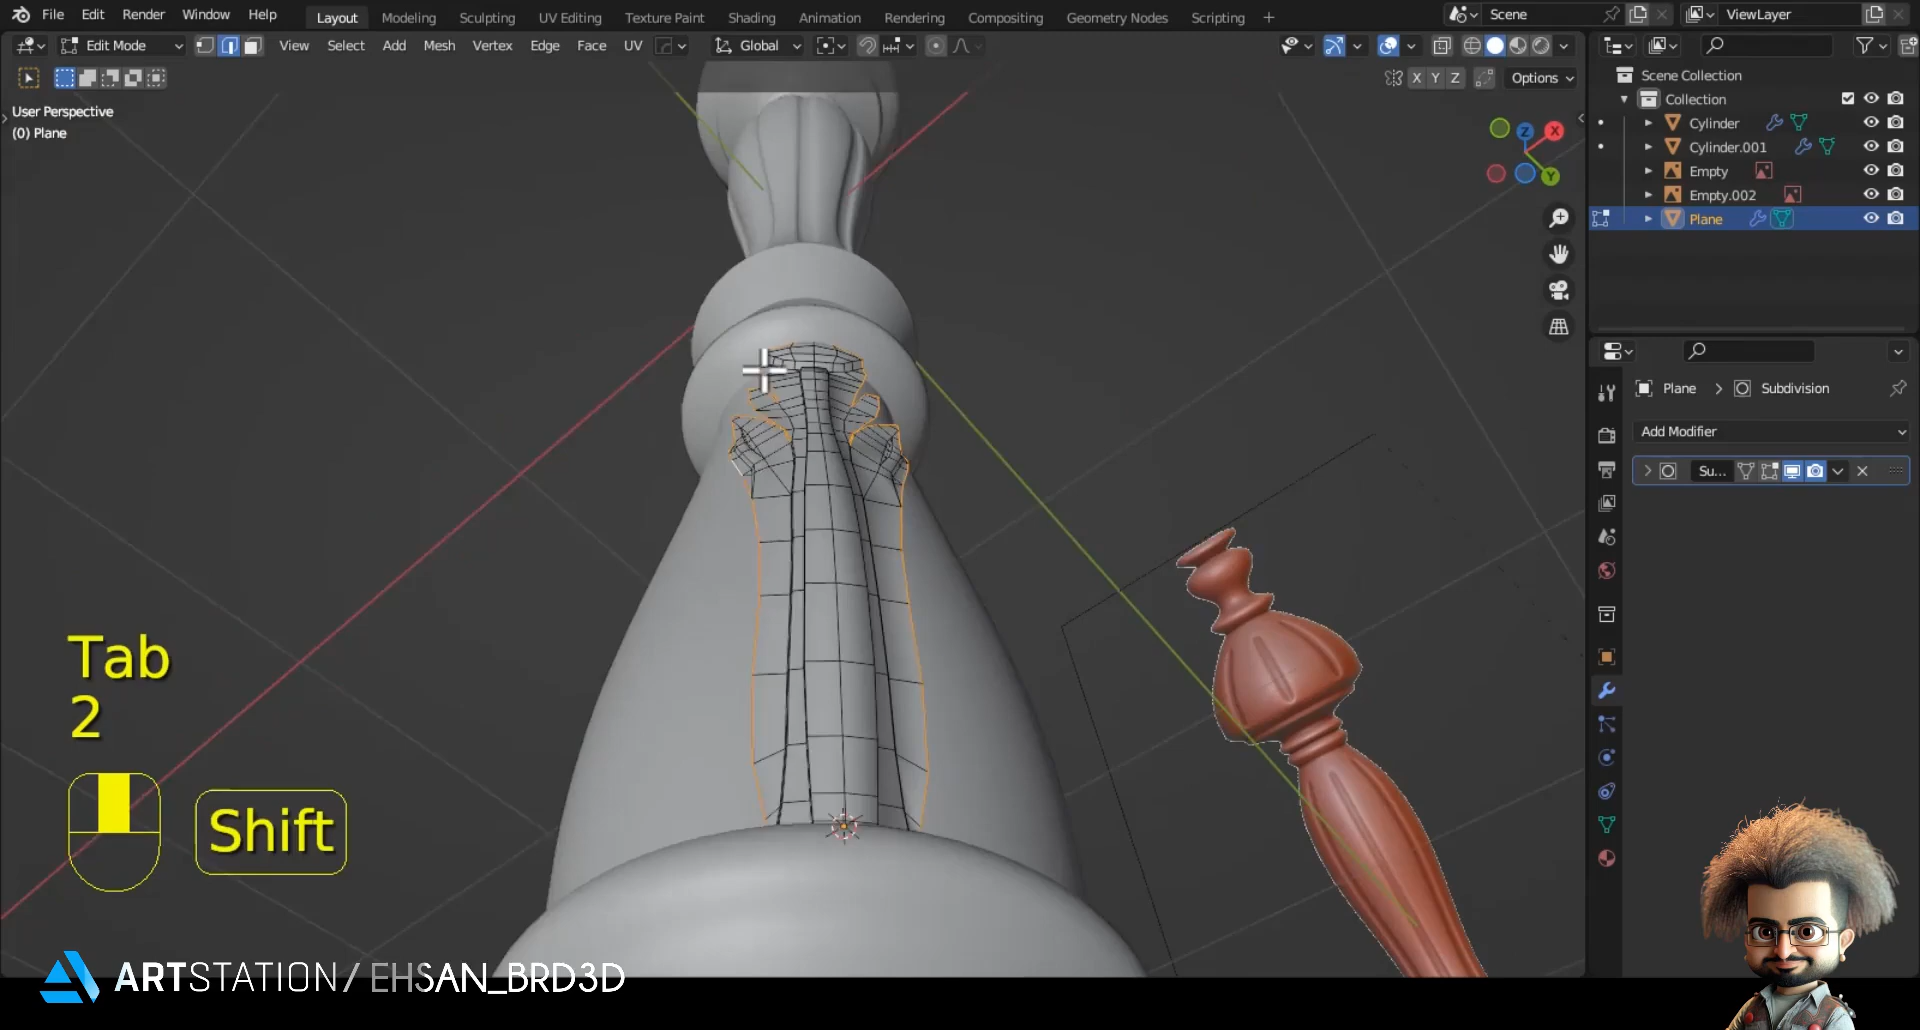 File Edit Render Window Help Layout Modeling Sculpting UV Editing Texture Paint Shading Animation Rendering Compositing Geometry Nodes Scripting + Scene ViewLayer
Edit Mode View Select Add Mesh Vertex Edge Face UV Global
X Y Z Options
User Perspective
(0) Plane
Z X
Y
Scene Collection
Collection
Cylinder
Cylinder.001
Empty
Empty.002
Plane
Plane > Subdivision
Add Modifier
Su...
Tab
2
Shift
ARTSTATION/EHSAN_BRD3D